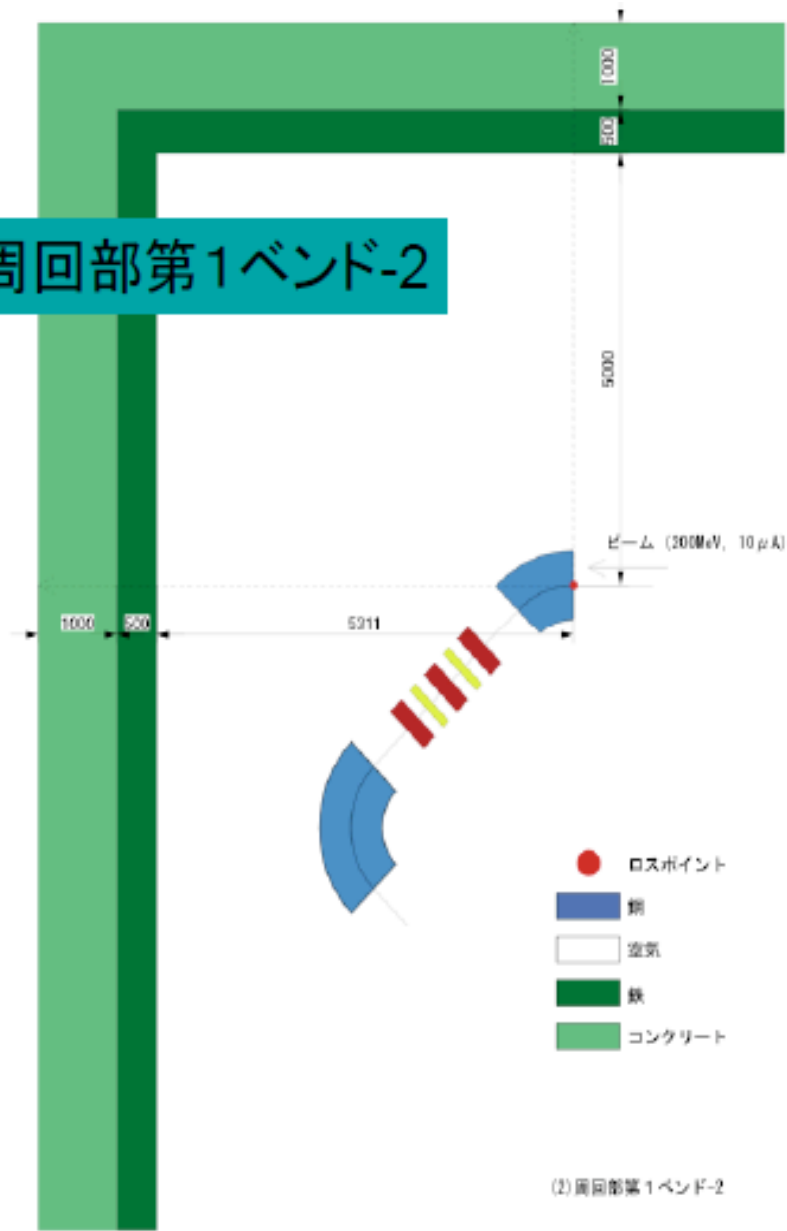 1000
500
周回部第1ベンド-2
5000
ビーム (200MeV, 10μA)
1000
500
5311
ロスポイント
銅
空気
鉄
コンクリート
(2)周回部第1ベンド-2